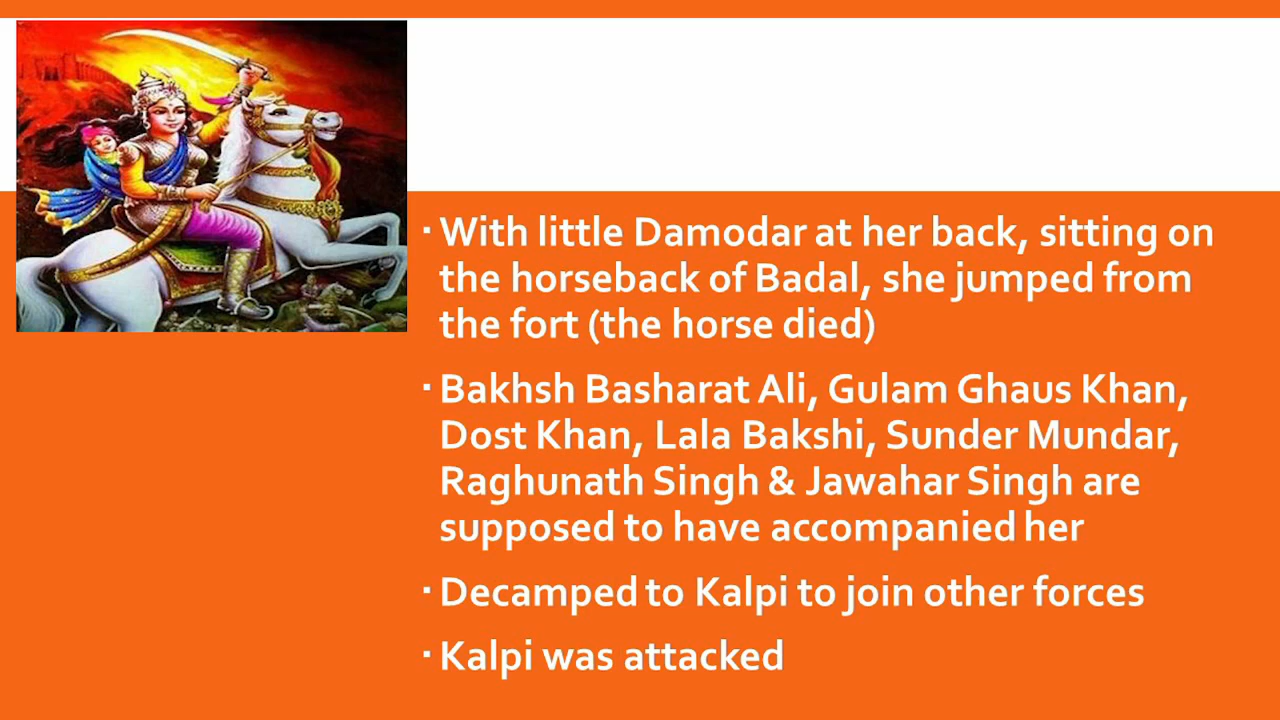 ▪ With little Damodar at her back, sitting on
the horseback of Badal, she jumped from
the fort (the horse died)
▪ Bakhsh Basharat Ali, Gulam Ghaus Khan,
Dost Khan, Lala Bakshi, Sunder Mundar,
Raghunath Singh & Jawahar Singh are
supposed to have accompanied her
▪ Decamped to Kalpi to join other forces
▪ Kalpi was attacked